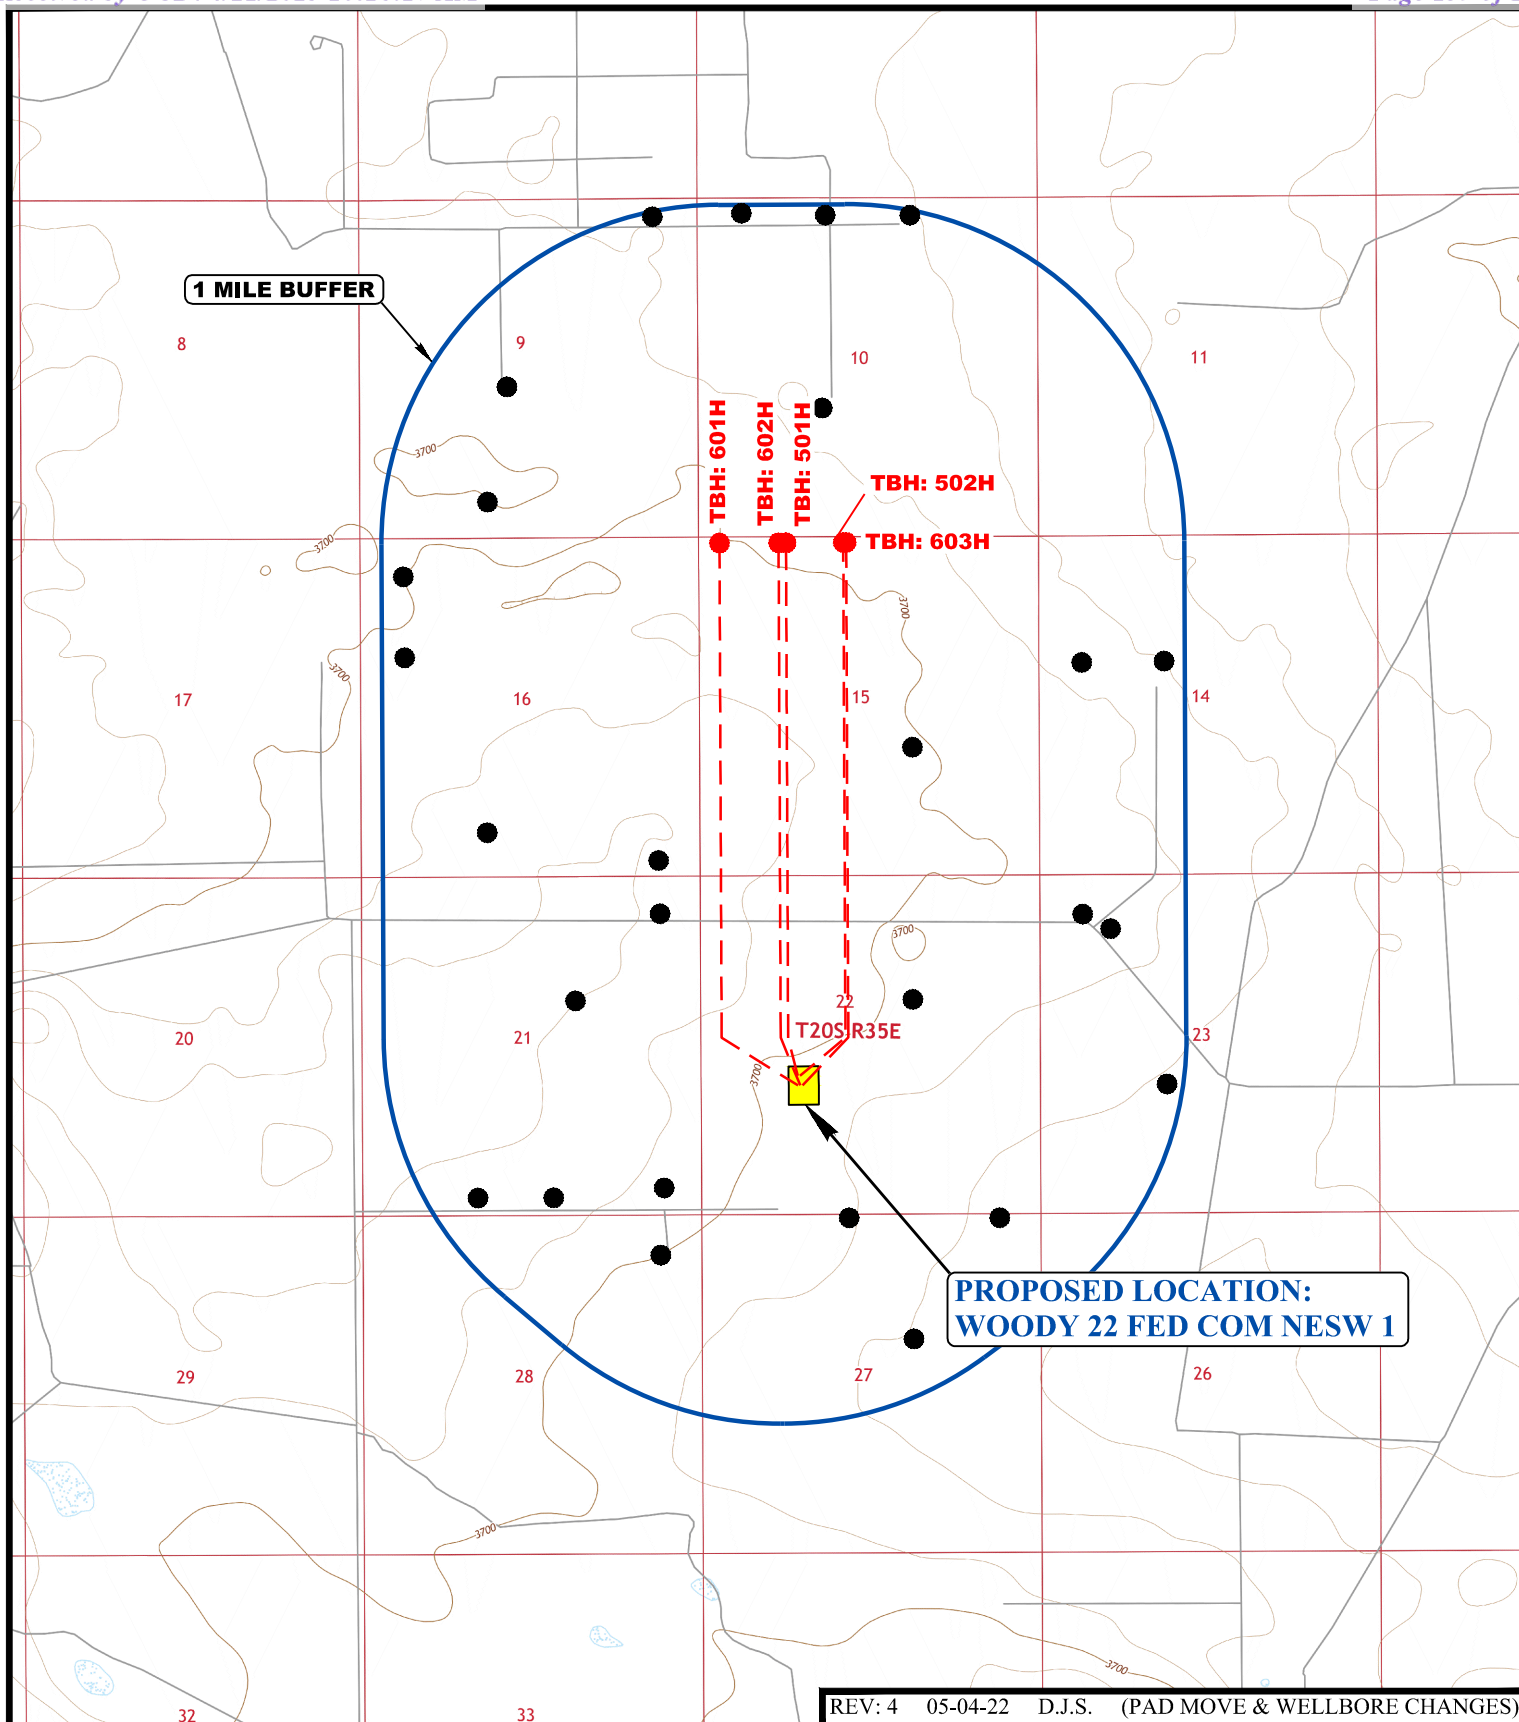 1 MILE BUFFER
8
9
10
11
TBH: 601H
TBH: 602H
TBH: 501H
3700
TBH: 502H
TBH: 603H
3700
3700
3700
17
16
15
14
3700
22
T20S R35E
20
21
23
3700
PROPOSED LOCATION:
WOODY 22 FED COM NESW 1
29
28
27
26
3700
3700
32
33
REV: 4 05-04-22 D.J.S. (PAD MOVE & WELLBORE CHANGES)